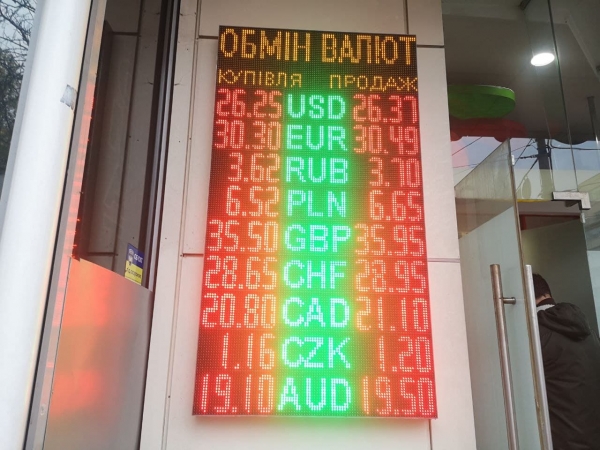 ОБМІН ВАЛЮТ
КУПІВЛЯ ПРОДАЖ
26.25 USD 26.37
30.30 EUR 30.49
3.62 RUB 3.70
6.52 PLN 6.65
35.50 GBP 35.95
28.65 CHF 28.95
20.80 CAD 21.10
1.16 CZK 1.20
19.10 AUD 19.50